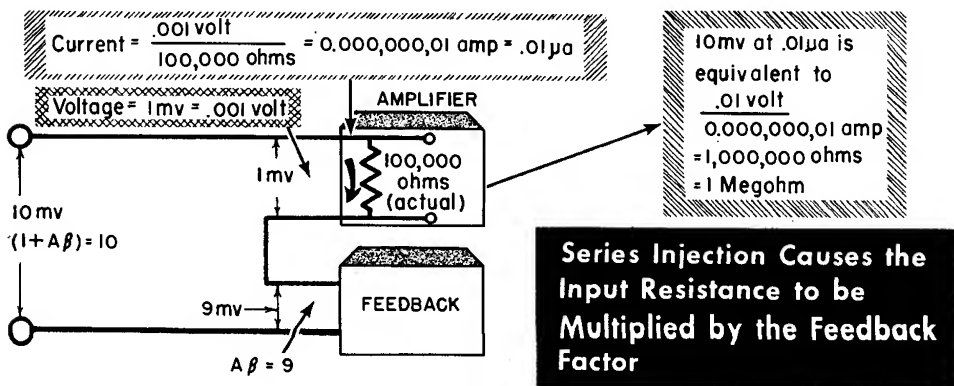 Current = .001 volt / 100,000 ohms = 0.000,000,01 amp = .01 µa
Voltage = 1mv = .001 volt
AMPLIFIER
1mv
100,000
ohms
(actual)
10mv
(1 + Aβ) = 10
FEEDBACK
9mv
Aβ = 9
10mv at .01µa is
equivalent to
.01 volt
0.000,000,01 amp
=1,000,000 ohms
=1 Megohm
Series Injection Causes the
Input Resistance to be
Multiplied by the Feedback
Factor